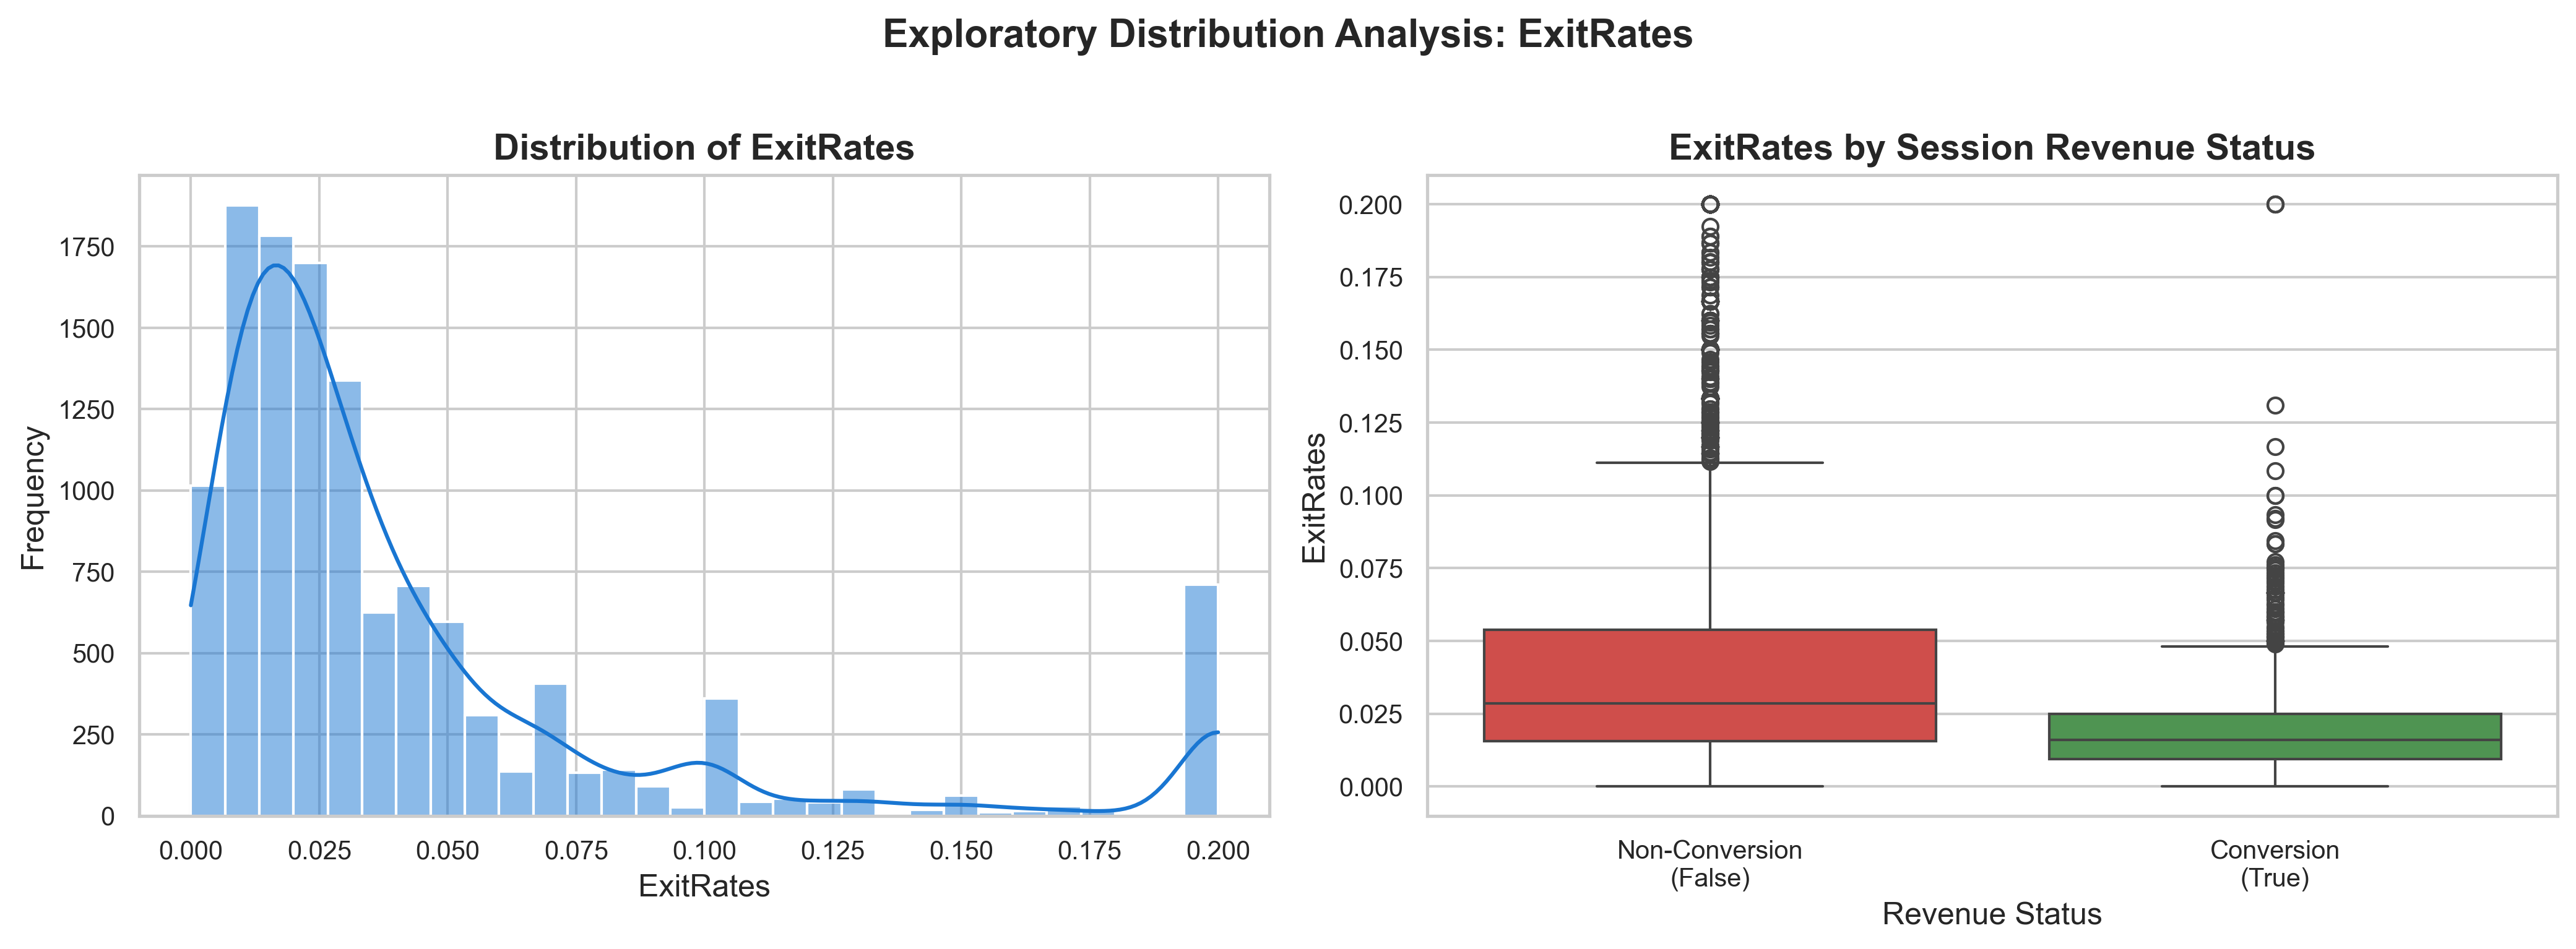 Exploratory Distribution Analysis: ExitRates
Distribution of ExitRates
Frequency
1750
1500
1250
1000
750
500
250
0
0.000 0.025 0.050 0.075 0.100 0.125 0.150 0.175 0.200
ExitRates
ExitRates by Session Revenue Status
ExitRates
0.200
0.175
0.150
0.125
0.100
0.075
0.050
0.025
0.000
Non-Conversion
(False)
Conversion
(True)
Revenue Status